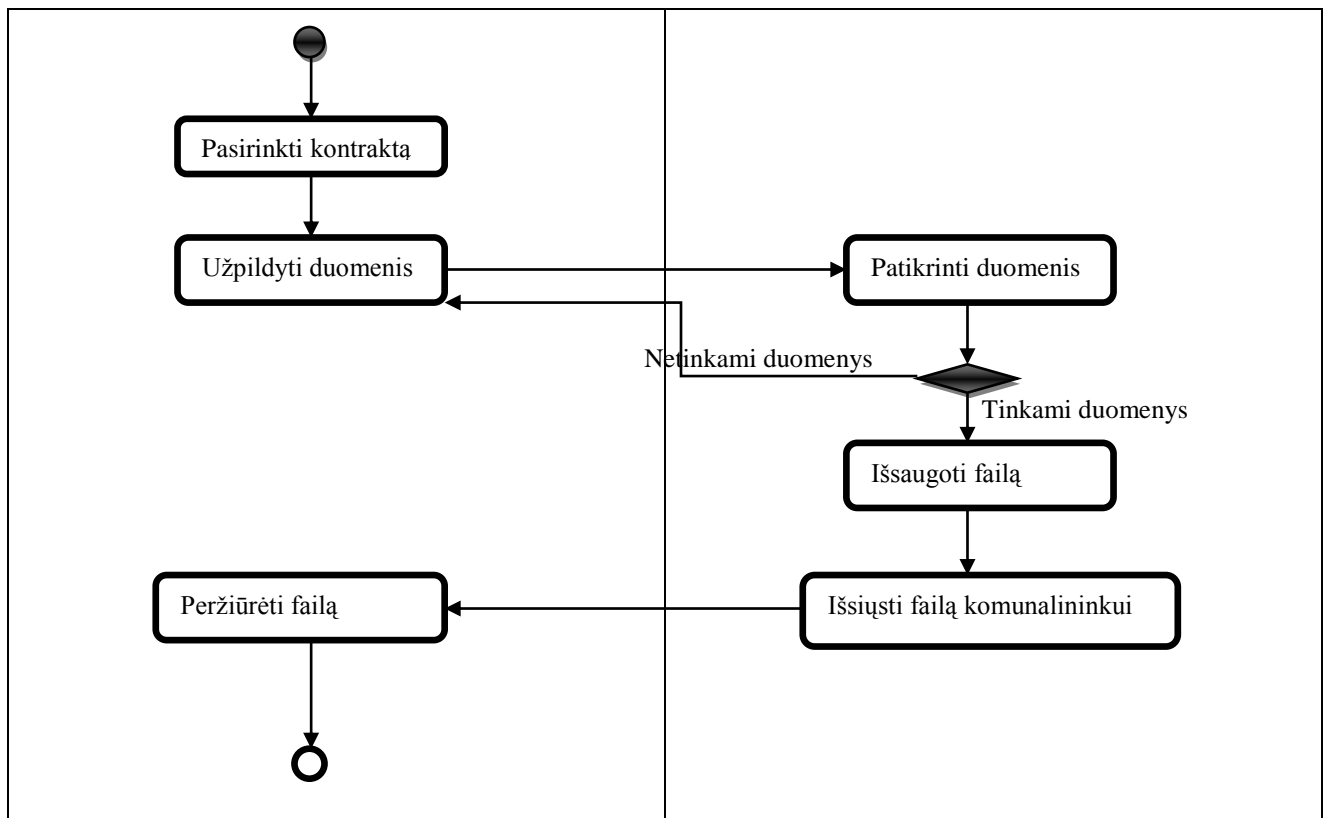 Pasirinkti kontraktą
Užpildyti duomenis
Patikrinti duomenis
Netinkami duomenys
Tinkami duomenys
Išsaugoti failą
Išsiųsti failą komunalininkui
Peržiūrėti failą